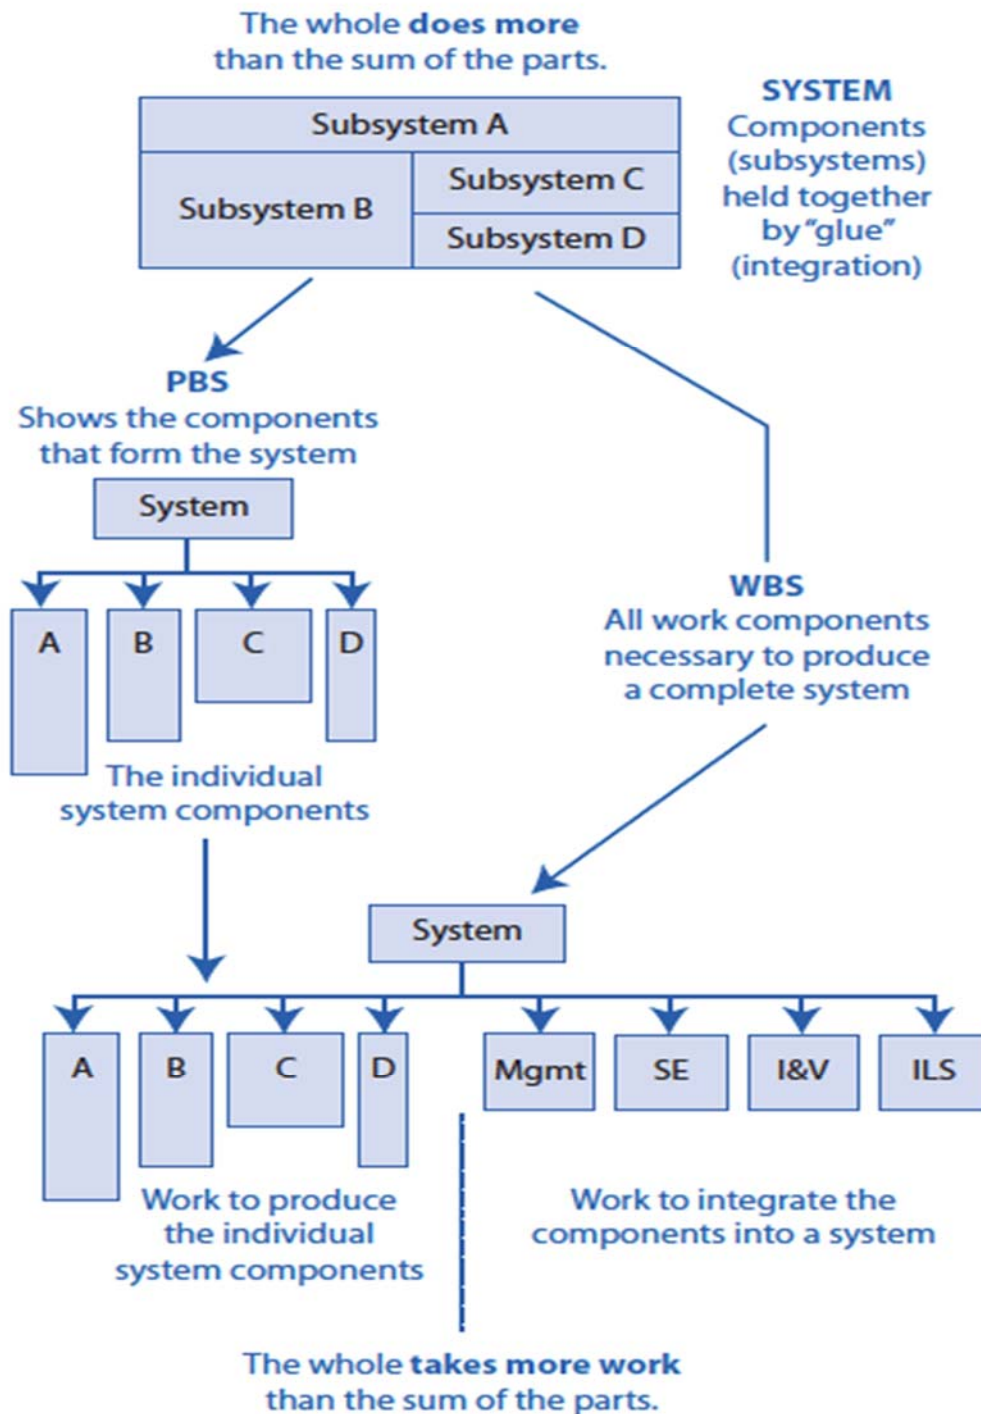 The whole does more
than the sum of the parts.
SYSTEM
Components
(subsystems)
held together
by "glue"
(integration)
Subsystem A
Subsystem B
Subsystem C
Subsystem D
PBS
Shows the components
that form the system
System
A B C D
The individual
system components
WBS
All work components
necessary to produce
a complete system
System
A B C D Mgmt SE I&V ILS
Work to produce
the individual
system components
Work to integrate the
components into a system
The whole takes more work
than the sum of the parts.